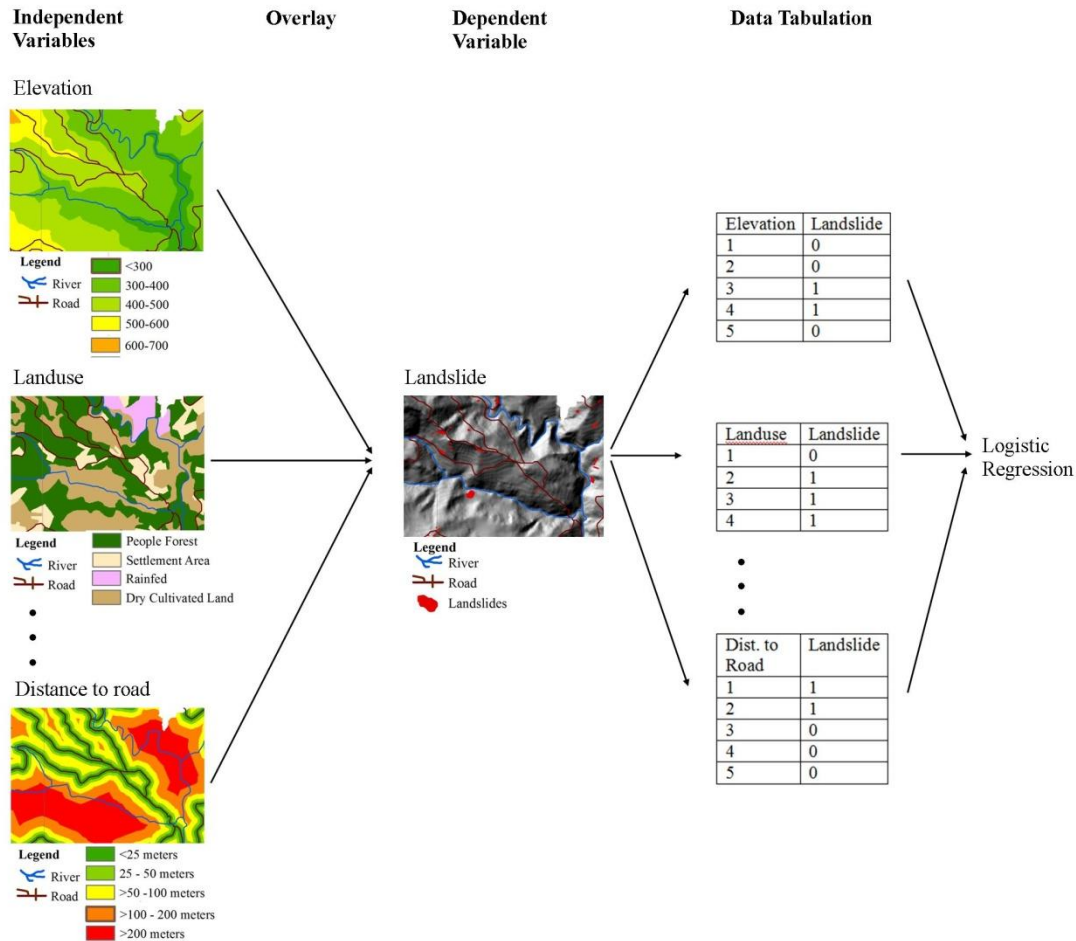 Independent Variables
Overlay
Dependent Variable
Data Tabulation
Elevation
Legend
River
Road
<300
300-400
400-500
500-600
600-700
Landuse
Legend
River
Road
People Forest
Settlement Area
Rainfed
Dry Cultivated Land
Distance to road
Legend
River
Road
<25 meters
25 - 50 meters
>50 -100 meters
>100 - 200 meters
>200 meters
Landslide
Legend
River
Road
Landslides
Elevation Landslide
1 0
2 0
3 1
4 1
5 0
Landuse Landslide
1 0
2 1
3 1
4 1
Dist. to Road Landslide
1 1
2 1
3 0
4 0
5 0
Logistic
Regression